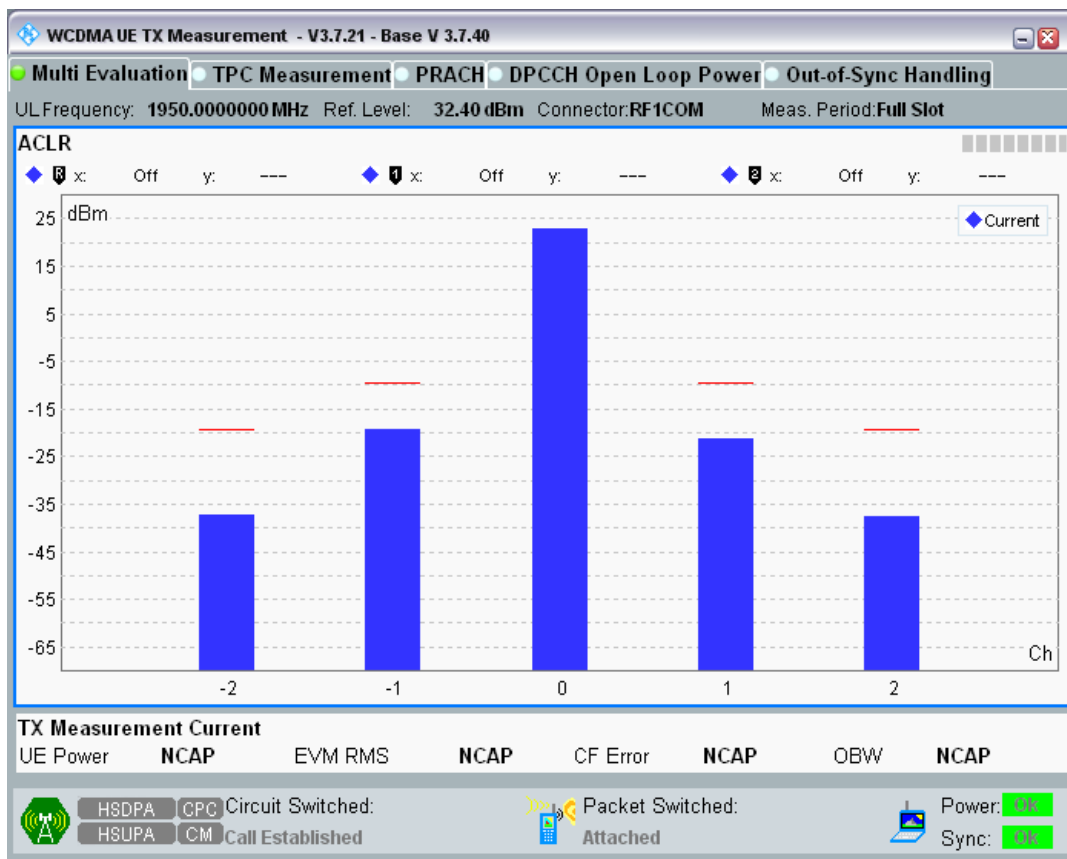 WCDMA UE TX Measurement - V3.7.21 - Base V 3.7.40
Multi Evaluation TPC Measurement PRACH DPCCH Open Loop Power Out-of-Sync Handling
UL Frequency: 1950.0000000 MHz Ref. Level: 32.40 dBm Connector:RF1COM Meas. Period:Full Slot
ACLR
R x: Off y: --- 1 x: Off y: --- 2 x: Off y: ---
25 dBm
Current
15
5
-5
-15
-25
-35
-45
-55
-65
Ch
-2 -1 0 1 2
TX Measurement Current
UE Power NCAP EVM RMS NCAP CF Error NCAP OBW NCAP
HSDPA CPC Circuit Switched: Packet Switched: Power: Ok
HSUPA CM Call Established Attached Sync: Ok